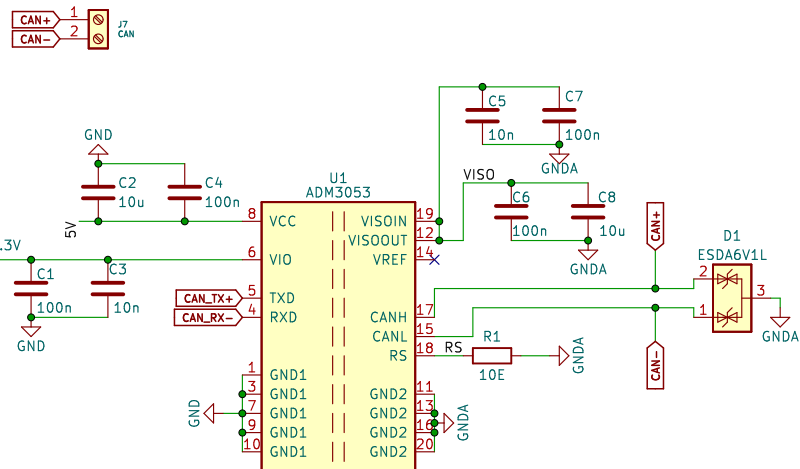 CAN+ 1 J7
CAN- 2 CAN
C5 C7
10n 100n
GND
GNDA
U1
ADM3053
VISO
C2 C4
10u 100n
C6 C8
100n 10u
5V
8 VCC
VISOIN 19
VISOOUT 12
CAN+
D1
ESDA6V1L
.3V
6 VIO
VREF 14
GNDA
C1 C3
100n 10n
2
3
1
5 TXD
CAN_TX+
4 RXD
CAN_RX-
CANH 17
CANL 15
RS 18
RS
R1
10E
GNDA
GNDA
GND
CAN-
1 GND1
3 GND1
7 GND1
9 GND1
10 GND1
GND
GND2 11
GND2 13
GND2 16
GND2 20
GNDA